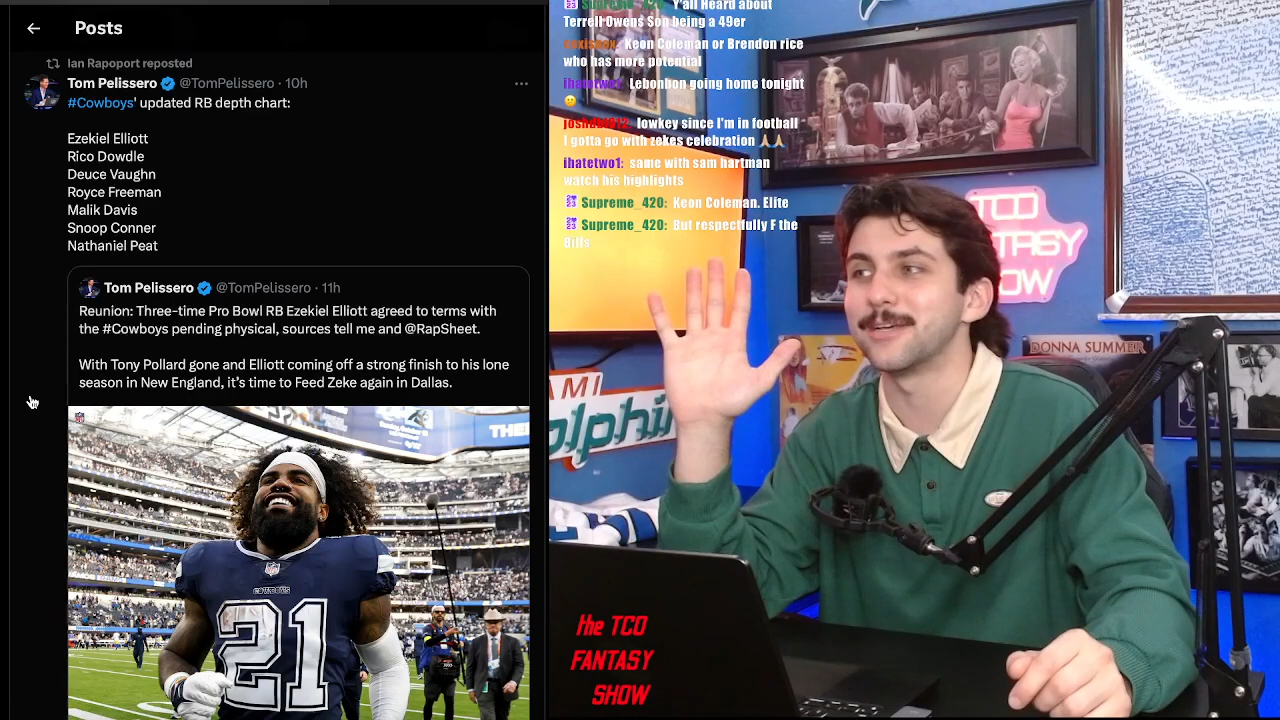 Posts
Ian Rapoport reposted
Tom Pelissero @TomPelissero · 10h
#Cowboys' updated RB depth chart:
Ezekiel Elliott
Rico Dowdle
Deuce Vaughn
Royce Freeman
Malik Davis
Snoop Conner
Nathaniel Peat
Tom Pelissero @TomPelissero · 11h
Reunion: Three-time Pro Bowl RB Ezekiel Elliott agreed to terms with
the #Cowboys pending physical, sources tell me and @RapSheet.
With Tony Pollard gone and Elliott coming off a strong finish to his lone
season in New England, it's time to Feed Zeke again in Dallas.
COWBOYS
21
Supreme_420: Y'all Heard about
Terrell Owens Son being a 49er
Keon Coleman or Brendon rice
who has more potential
ihatetwo1: Lebonbon going home tonight
🙁
lowkey since I'm in football
I gotta go with zekes celebration 🙏🙏
ihatetwo1: same with sam hartman
watch his highlights
Supreme_420: Keon Coleman. Elite
Supreme_420: But respectfully F the
Bills
TCO
FANTASY
SHOW
DONNA SUMMER
AMI
olphin
the TCO
FANTASY
SHOW